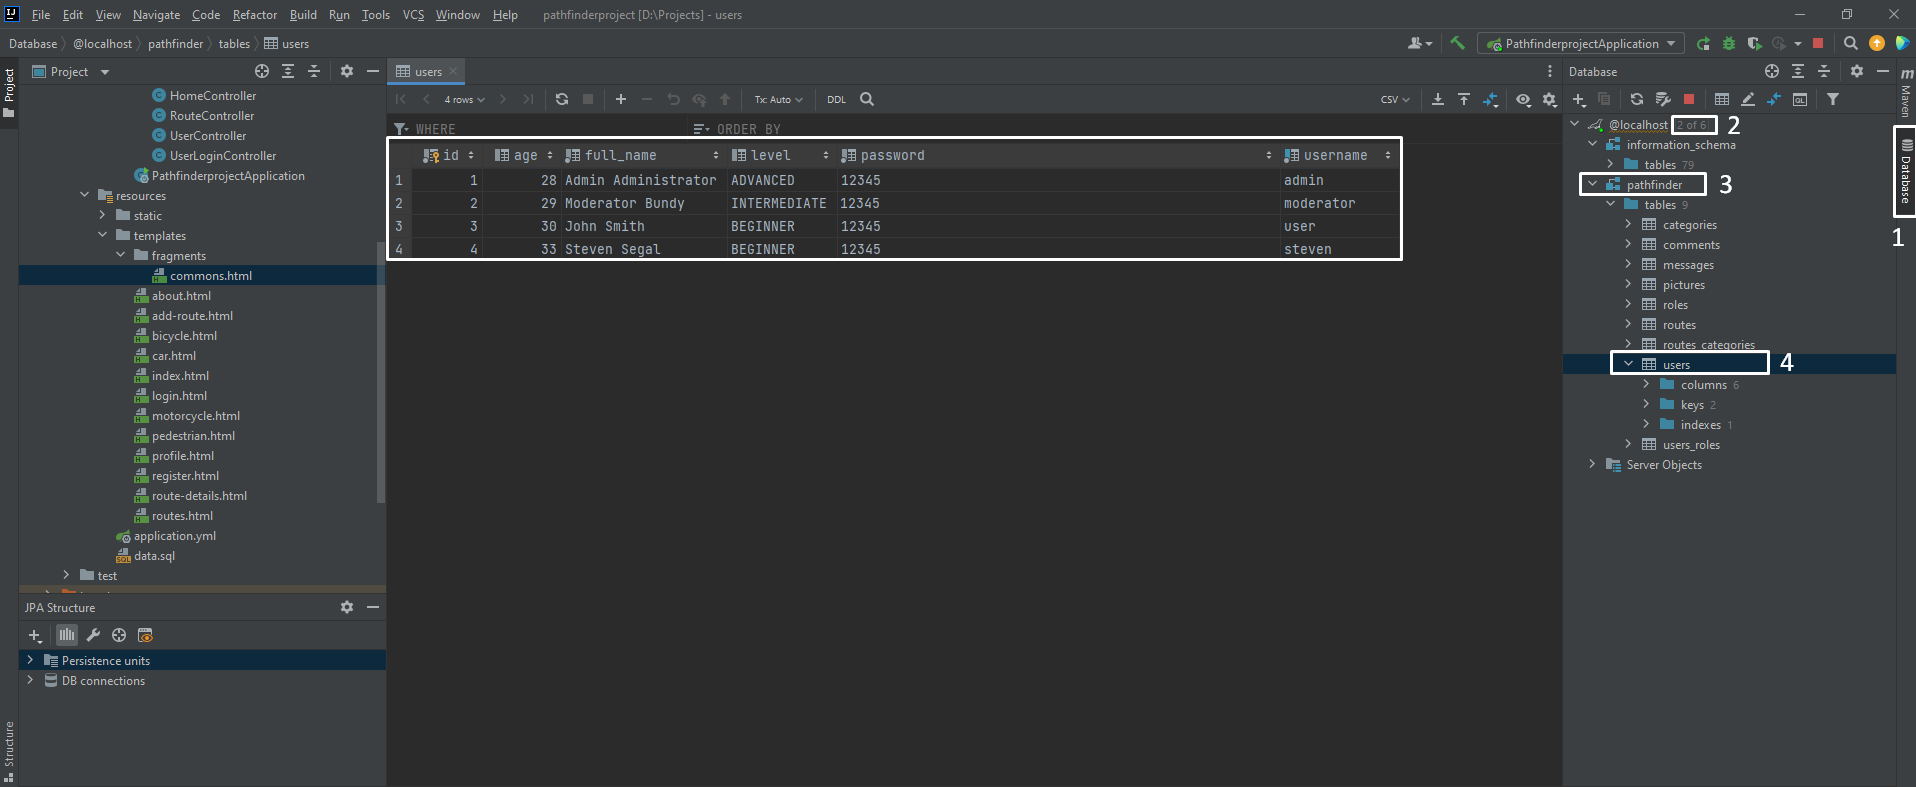 File Edit View Navigate Code Refactor Build Run Tools VCS Window Help pathfinderproject [D:\Projects] - users
Database @localhost pathfinder tables users PathfinderprojectApplication
Project
Structure
Project
HomeController
RouteController
UserController
UserLoginController
PathfinderprojectApplication
resources
static
templates
fragments
commons.html
about.html
add-route.html
bicycle.html
car.html
index.html
login.html
motorcycle.html
pedestrian.html
profile.html
register.html
route-details.html
routes.html
application.yml
data.sql
test
JPA Structure
Persistence units
DB connections
users
4 rows Tx: Auto DDL CSV
WHERE ORDER BY
id age full_name level password username
1 1 28 Admin Administrator ADVANCED 12345 admin
2 2 29 Moderator Bundy INTERMEDIATE 12345 moderator
3 3 30 John Smith BEGINNER 12345 user
4 4 33 Steven Segal BEGINNER 12345 steven
Database
@localhost 2 of 6 2
information_schema
tables 79
pathfinder 3
tables 9
categories
comments
messages
pictures
roles
routes
routes_categories
users 4
columns 6
keys 2
indexes 1
users_roles
Server Objects
m
Maven
Database
1